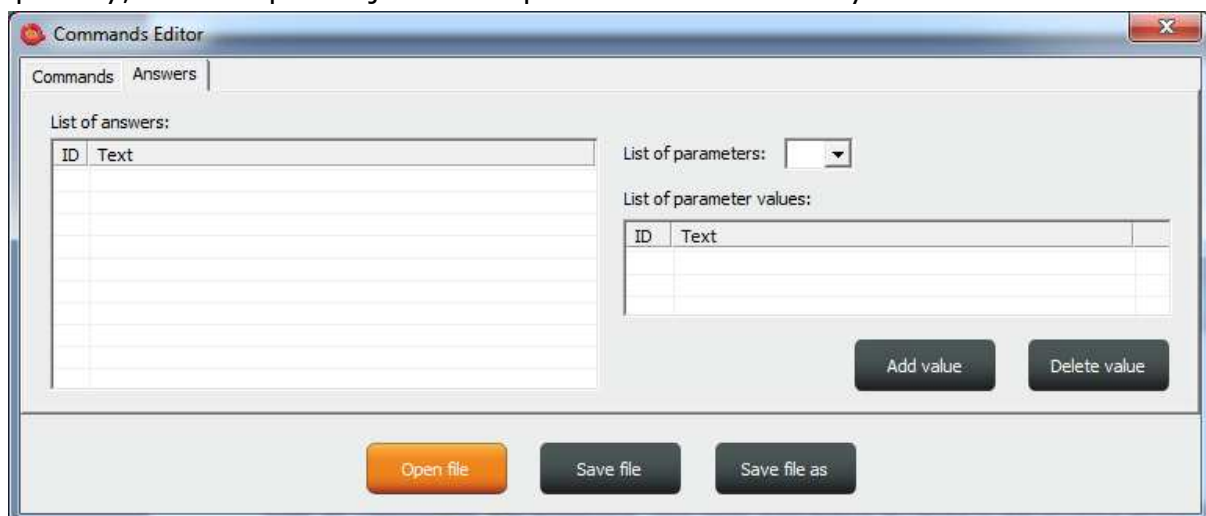 Commands Editor
Commands Answers
List of answers:
ID Text
List of parameters:
List of parameter values:
ID Text
Add value Delete value
Open file Save file Save file as